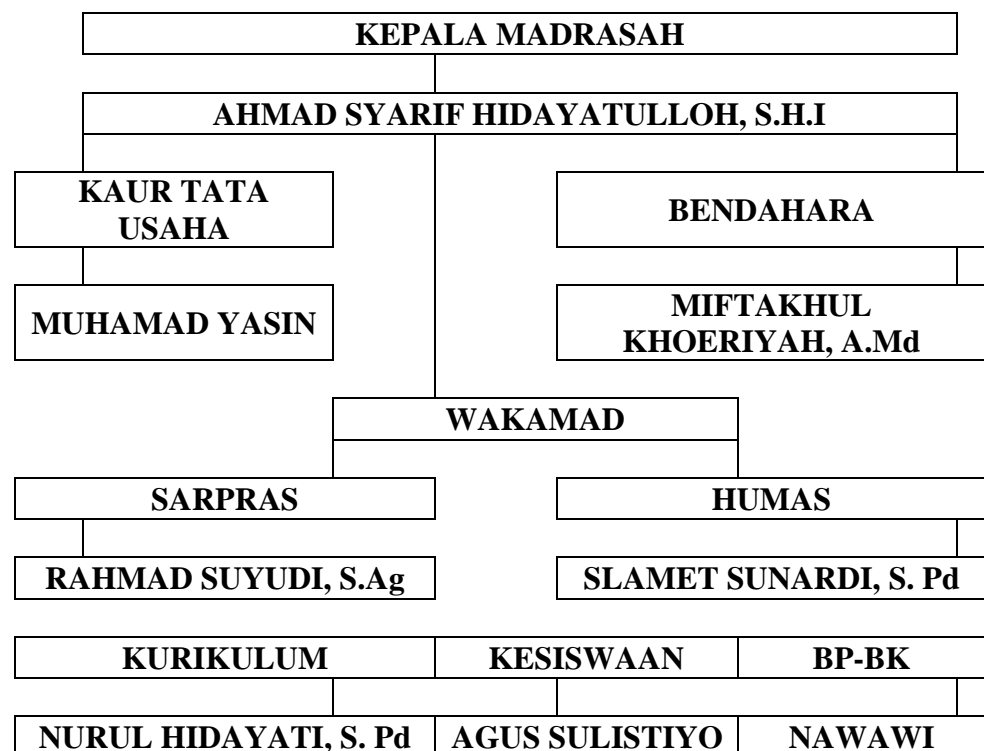 KEPALA MADRASAH
AHMAD SYARIF HIDAYATULLOH, S.H.I
KAUR TATA
USAHA
BENDAHARA
MUHAMAD YASIN
MIFTAKHUL
KHOERIYAH, A.Md
WAKAMAD
SARPRAS
HUMAS
RAHMAD SUYUDI, S.Ag
SLAMET SUNARDI, S. Pd
KURIKULUM
KESISWAAN
BP-BK
NURUL HIDAYATI, S. Pd
AGUS SULISTIYO
NAWAWI